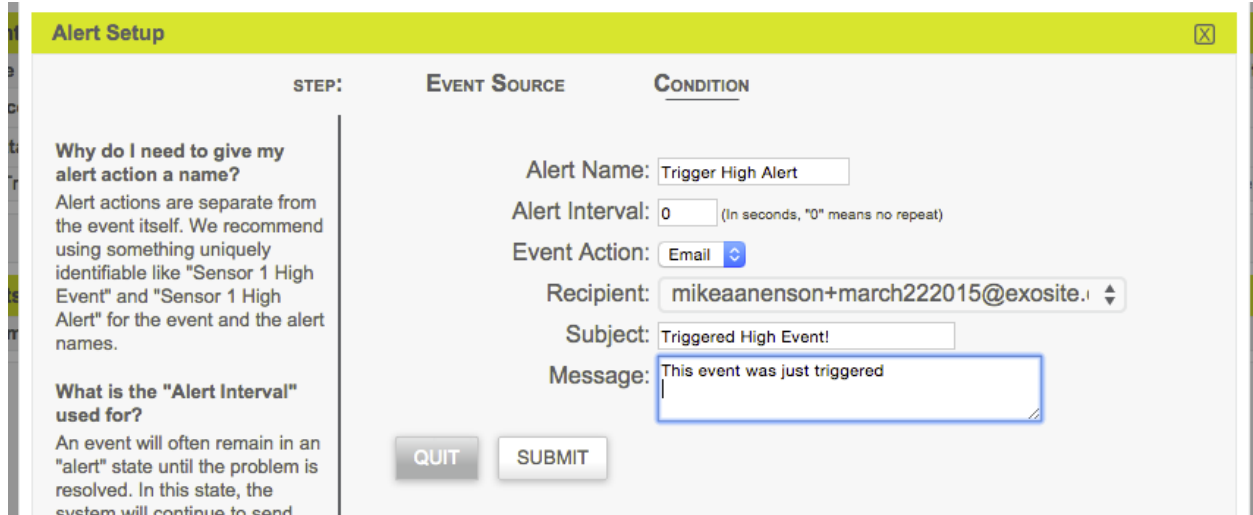 Alert Setup
X
STEP: EVENT SOURCE CONDITION
Why do I need to give my
alert action a name?
Alert actions are separate from
the event itself. We recommend
using something uniquely
identifiable like "Sensor 1 High
Event" and "Sensor 1 High
Alert" for the event and the alert
names.
What is the "Alert Interval"
used for?
An event will often remain in an
"alert" state until the problem is
resolved. In this state, the
system will continue to send
Alert Name: Trigger High Alert
Alert Interval: 0 (In seconds, "0" means no repeat)
Event Action: Email
Recipient: mikeaanenson+march222015@exosite.
Subject: Triggered High Event!
Message: This event was just triggered
QUIT SUBMIT